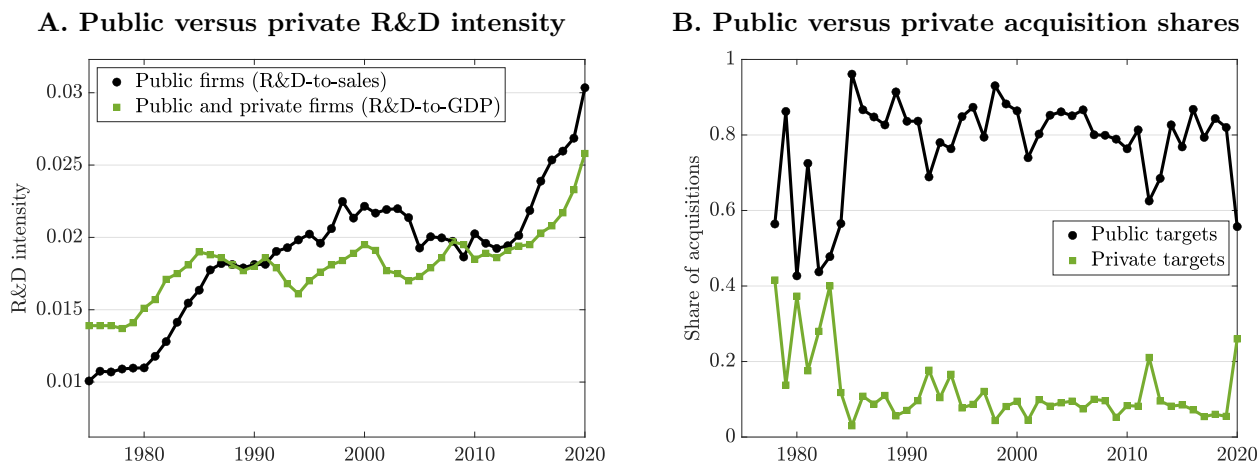 A. Public versus private R&D intensity
Public firms (R&D-to-sales)
Public and private firms (R&D-to-GDP)
R&D intensity
0.03
0.025
0.02
0.015
0.01
1980
1990
2000
2010
2020
B. Public versus private acquisition shares
Public targets
Private targets
Share of acquisitions
1
0.8
0.6
0.4
0.2
0
1980
1990
2000
2010
2020